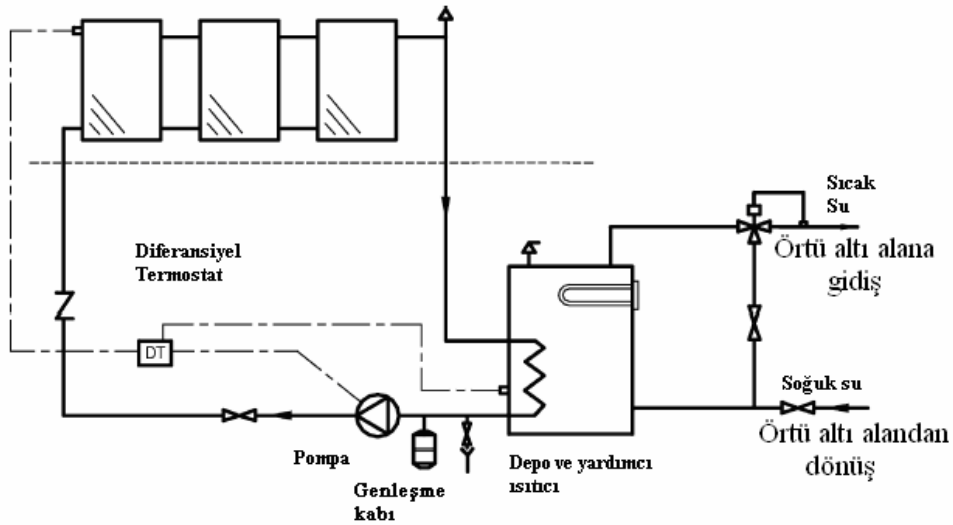 Sıcak
Su
Örtü altı alana
gidiş
Diferansiyel
Termostat
DT
Soğuk su
Örtü altı alandan
dönüş
Pompa
Genleşme
kabı
Depo ve yardımcı
ısıtıcı